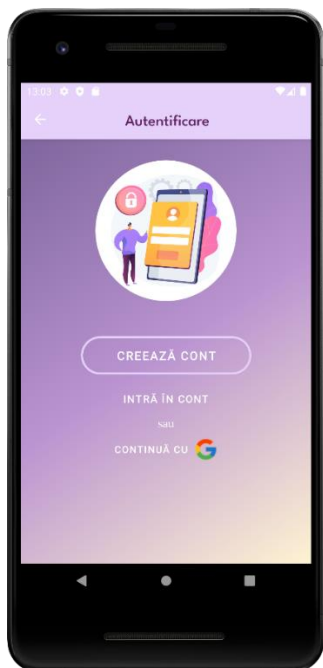 13:03
Autentificare
CREEAZĂ CONT
INTRĂ ÎN CONT
sau
CONTINUĂ CU